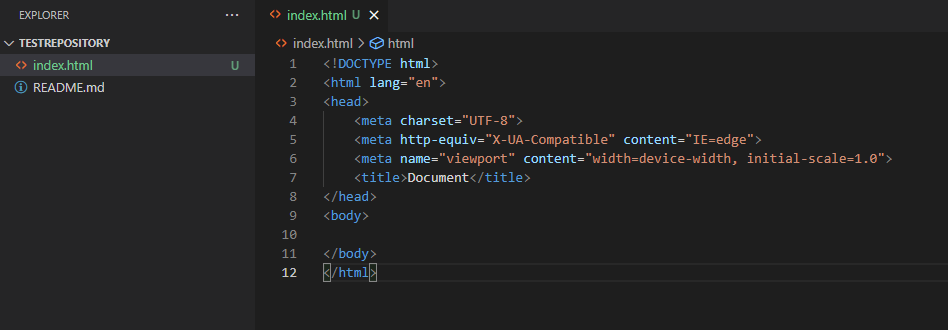 EXPLORER
TESTREPOSITORY
index.html U
README.md
index.html U
index.html > html
1 <!DOCTYPE html>
2 <html lang="en">
3 <head>
4     <meta charset="UTF-8">
5     <meta http-equiv="X-UA-Compatible" content="IE=edge">
6     <meta name="viewport" content="width=device-width, initial-scale=1.0">
7     <title>Document</title>
8 </head>
9 <body>
10
11 </body>
12 </html>